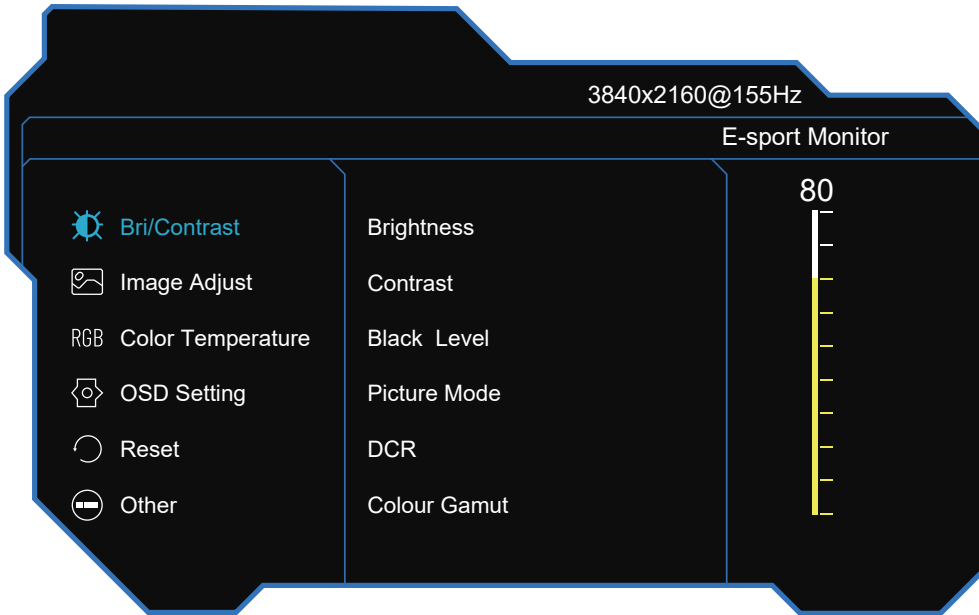 3840x2160@155Hz
E-sport Monitor
80
Bri/Contrast
Image Adjust
RGB Color Temperature
OSD Setting
Reset
Other
Brightness
Contrast
Black  Level
Picture Mode
DCR
Colour Gamut